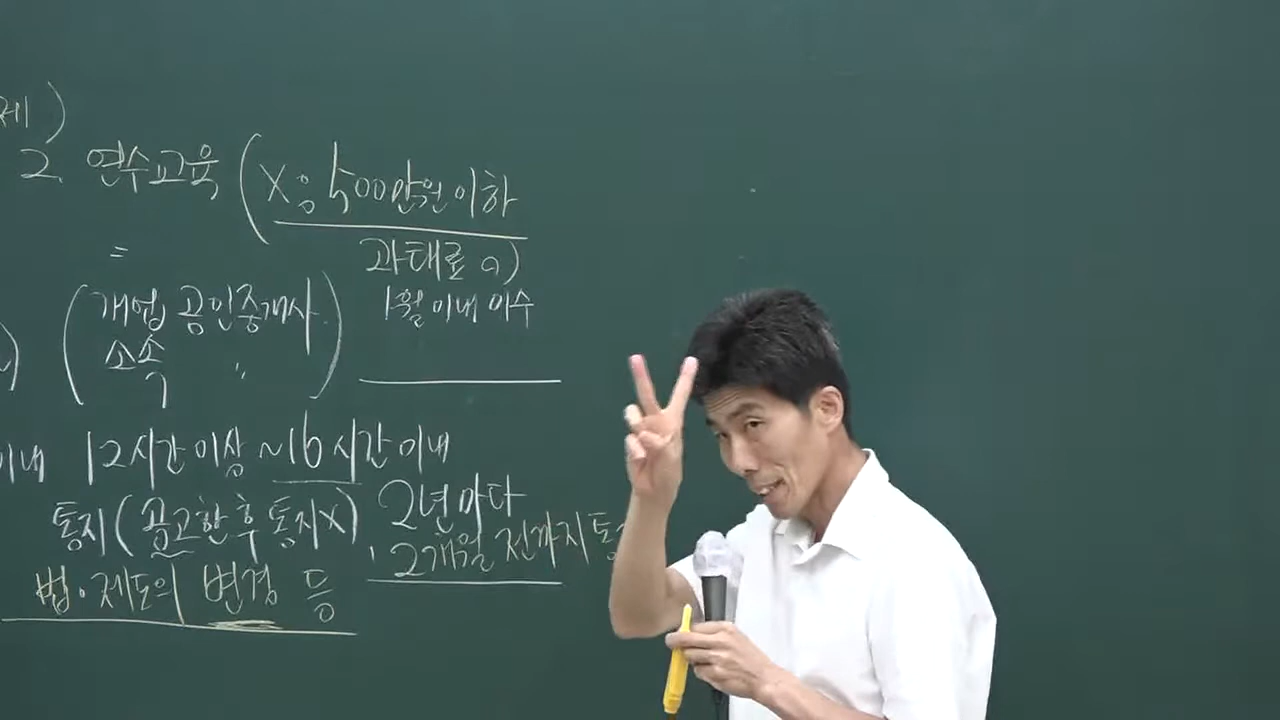 제)
2. 연수교육 (X: 500만원 이하
과태료 o)
1월 이내 이수
=
(개업 공인중개사
소속 〃 )
이내 12시간 이상 ~16시간 이내
통지(공고한 후 통지X), 2년마다
2개월 전까지 통
법·제도의 변경 등